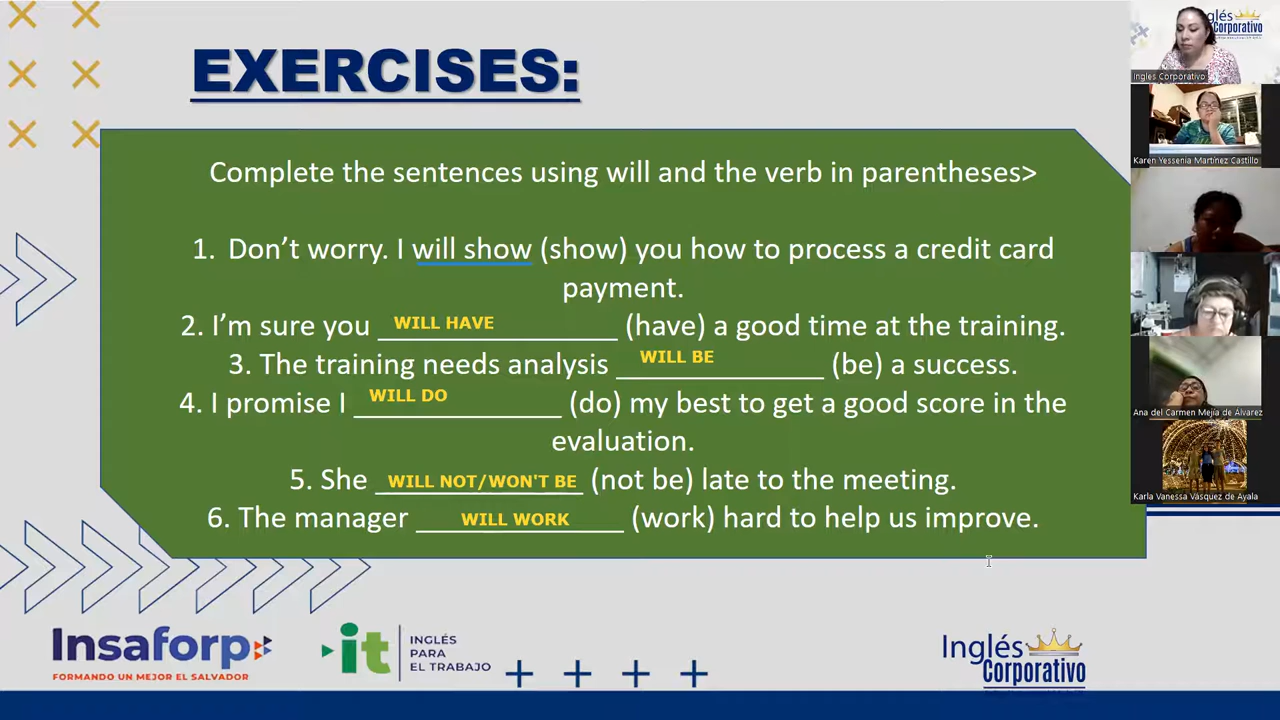 EXERCISES:
Complete the sentences using will and the verb in parentheses>
1. Don’t worry. I will show (show) you how to process a credit card
payment.
2. I’m sure you WILL HAVE (have) a good time at the training.
3. The training needs analysis WILL BE (be) a success.
4. I promise I WILL DO (do) my best to get a good score in the
evaluation.
5. She WILL NOT/WON'T BE (not be) late to the meeting.
6. The manager WILL WORK (work) hard to help us improve.
Insaforp
FORMANDO UN MEJOR EL SALVADOR
it
INGLÉS
PARA
EL TRABAJO
Inglés
Corporativo
Ingles Corporativo
Karen Yessenia Martínez Castillo
Ana del Carmen Mejía de Álvarez
Karla Vanessa Vásquez de Ayala